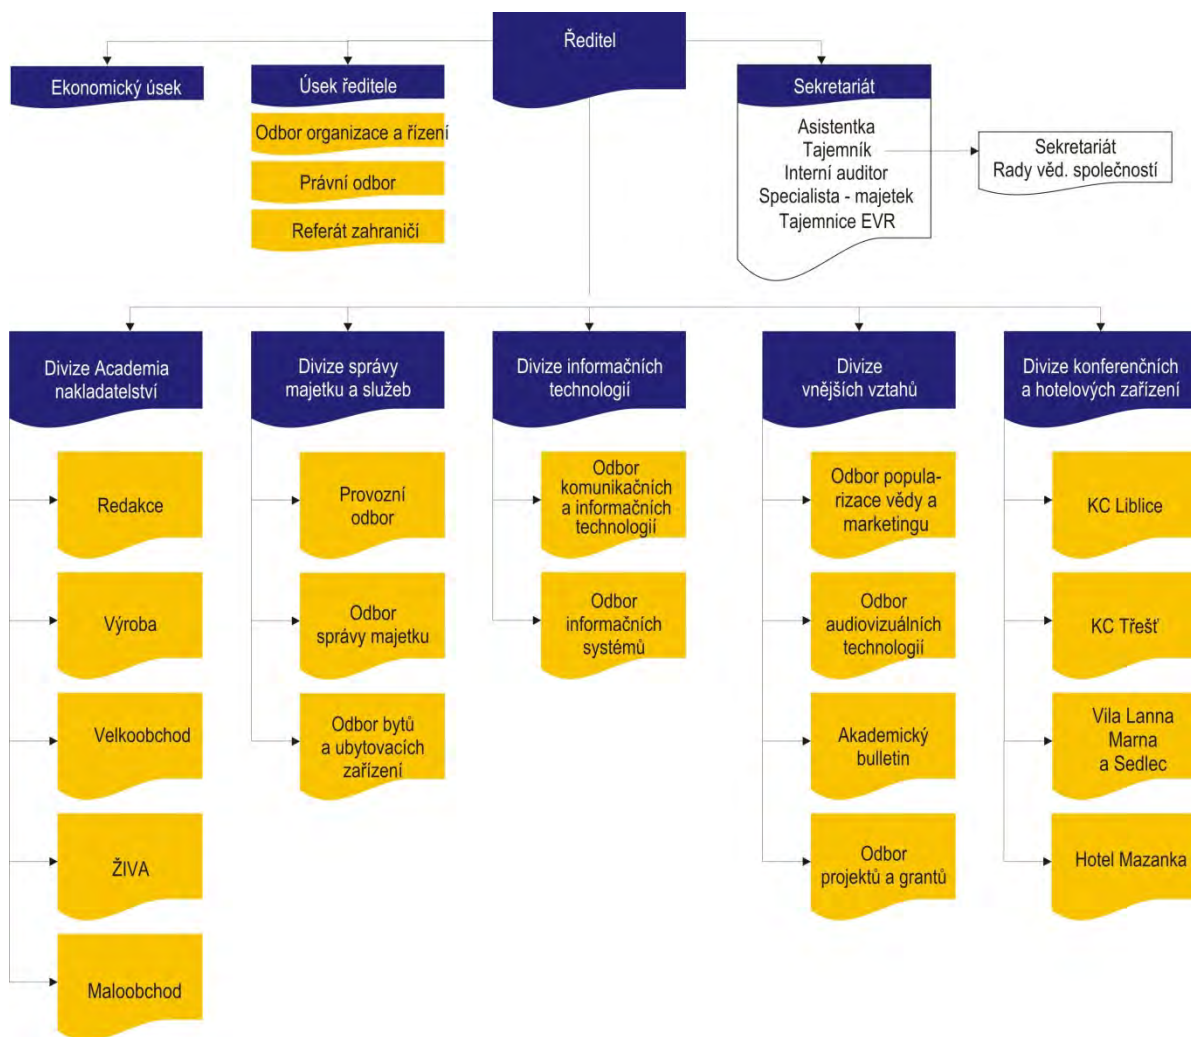 Ředitel
Ekonomický úsek
Úsek ředitele
Odbor organizace a řízení
Právní odbor
Referát zahraničí
Sekretariát
Asistentka
Tajemník
Interní auditor
Specialista - majetek
Tajemnice EVR
Sekretariát
Rady věd. společností
Divize Academia
nakladatelství
Redakce
Výroba
Velkoobchod
ŽIVA
Maloobchod
Divize správy
majetku a služeb
Provozní
odbor
Odbor
správy majetku
Odbor bytů
a ubytovacích
zařízení
Divize informačních
technologií
Odbor
komunikačních
a informačních
technologií
Odbor
informačních
systémů
Divize
vnějších vztahů
Odbor popula-
rizace vědy a
marketingu
Odbor
audiovizuálních
technologií
Akademický
bulletin
Odbor
projektů a grantů
Divize konferenčních
a hotelových zařízení
KC Liblice
KC Třešť
Vila Lanna
Marna
a Sedlec
Hotel Mazanka